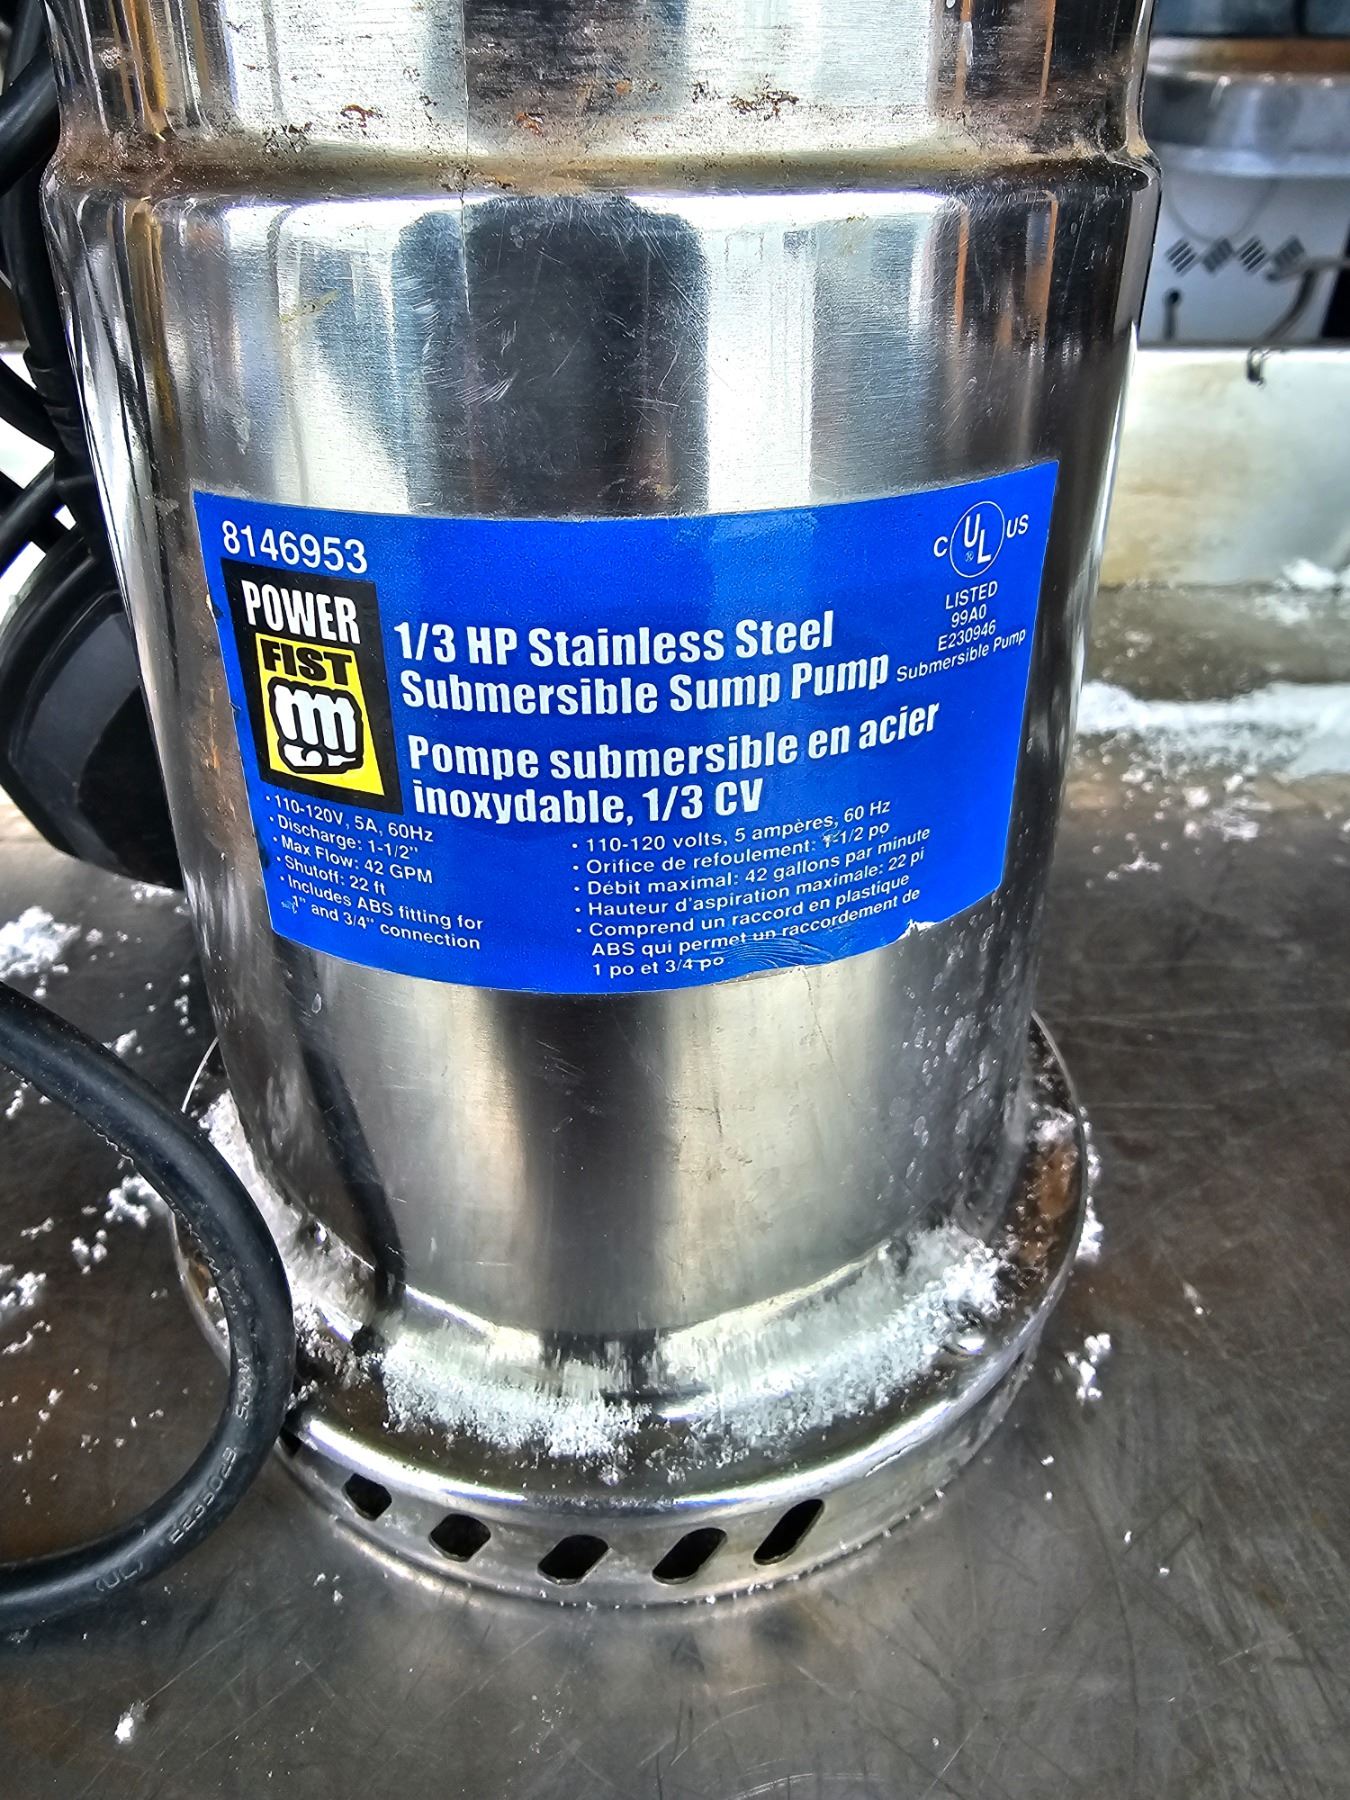 8146953
POWER
FIST
C UL US
®
LISTED
99A0
E230946
Submersible Pump
1/3 HP Stainless Steel
Submersible Sump Pump
Pompe submersible en acier
inoxydable, 1/3 CV
• 110-120V, 5A, 60Hz
• Discharge: 1-1/2"
• Max Flow: 42 GPM
• Shutoff: 22 ft
• Includes ABS fitting for
1" and 3/4" connection
• 110-120 volts, 5 ampères, 60 Hz
• Orifice de refoulement: 1-1/2 po
• Débit maximal: 42 gallons par minute
• Hauteur d'aspiration maximale: 22 pi
• Comprend un raccord en plastique
ABS qui permet un raccordement de
1 po et 3/4 po
(UL) E235029